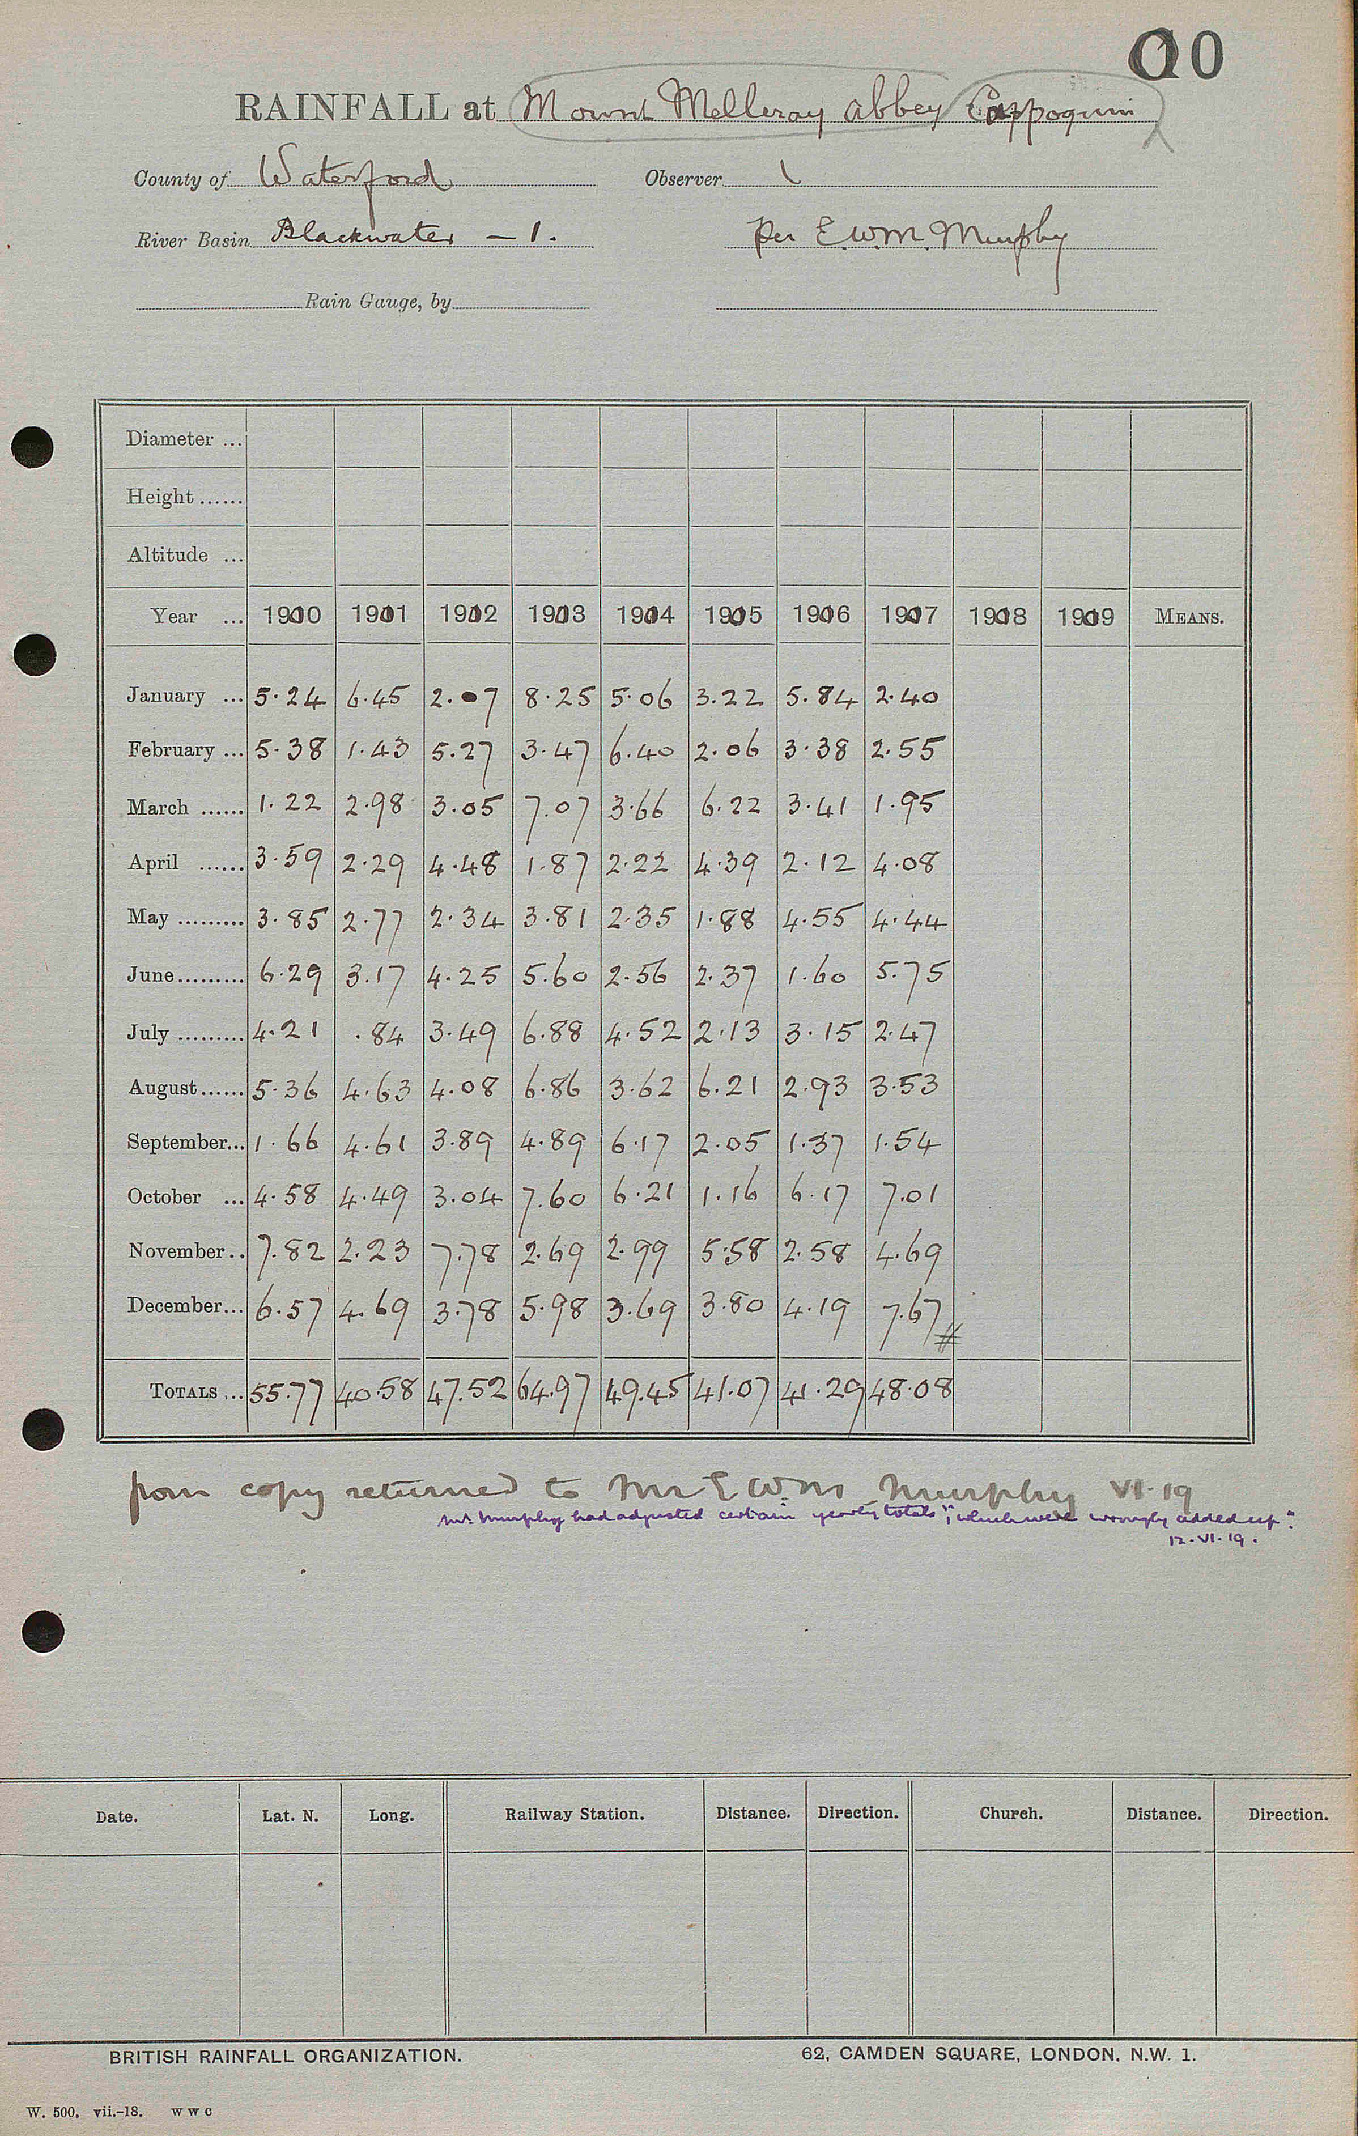 00
RAINFALL at Mount Melleray Abbey Cappoquin
County of Waterford Observer
River Basin Blackwater - 1. per E.W.M. Murphy
Rain Gauge, by
Diameter ...
Height ......
Altitude ...
Year ... 1900 1901 1902 1903 1904 1905 1906 1907 1908 1909 MEANS.
January ... 5.24 6.45 2.07 8.25 5.06 3.22 5.84 2.40
February ... 5.38 1.43 5.27 3.47 6.40 2.06 3.38 2.55
March ...... 1.22 2.98 3.05 7.07 3.66 6.22 3.41 1.95
April ...... 3.59 2.29 4.48 1.87 2.22 4.39 2.12 4.08
May ......... 3.85 2.77 2.34 3.81 2.35 1.88 4.55 4.44
June......... 6.29 3.17 4.25 5.60 2.56 2.37 1.60 5.75
July ......... 4.21 .84 3.49 6.88 4.52 2.13 3.15 2.47
August...... 5.36 4.63 4.08 6.86 3.62 6.21 2.93 3.53
September... 1.66 4.61 3.89 4.89 6.17 2.05 1.37 1.54
October ... 4.58 4.49 3.04 7.60 6.21 1.16 6.17 7.01
November.. 7.82 2.23 7.78 2.69 2.99 5.58 2.58 4.69
December... 6.57 4.69 3.78 5.98 3.69 3.80 4.19 7.67 #
TOTALS ... 55.77 40.58 47.52 64.97 49.45 41.07 41.29 48.08
from copy returned to Mr E W M Murphy VI.19
Mr. Murphy had adjusted certain yearly totals "which were wrongly added up".
12.VI.19.
Date. Lat. N. Long. Railway Station. Distance. Direction. Church. Distance. Direction.
BRITISH RAINFALL ORGANIZATION. 62, CAMDEN SQUARE, LONDON. N.W. 1.
W. 500. vii.-18. W W C